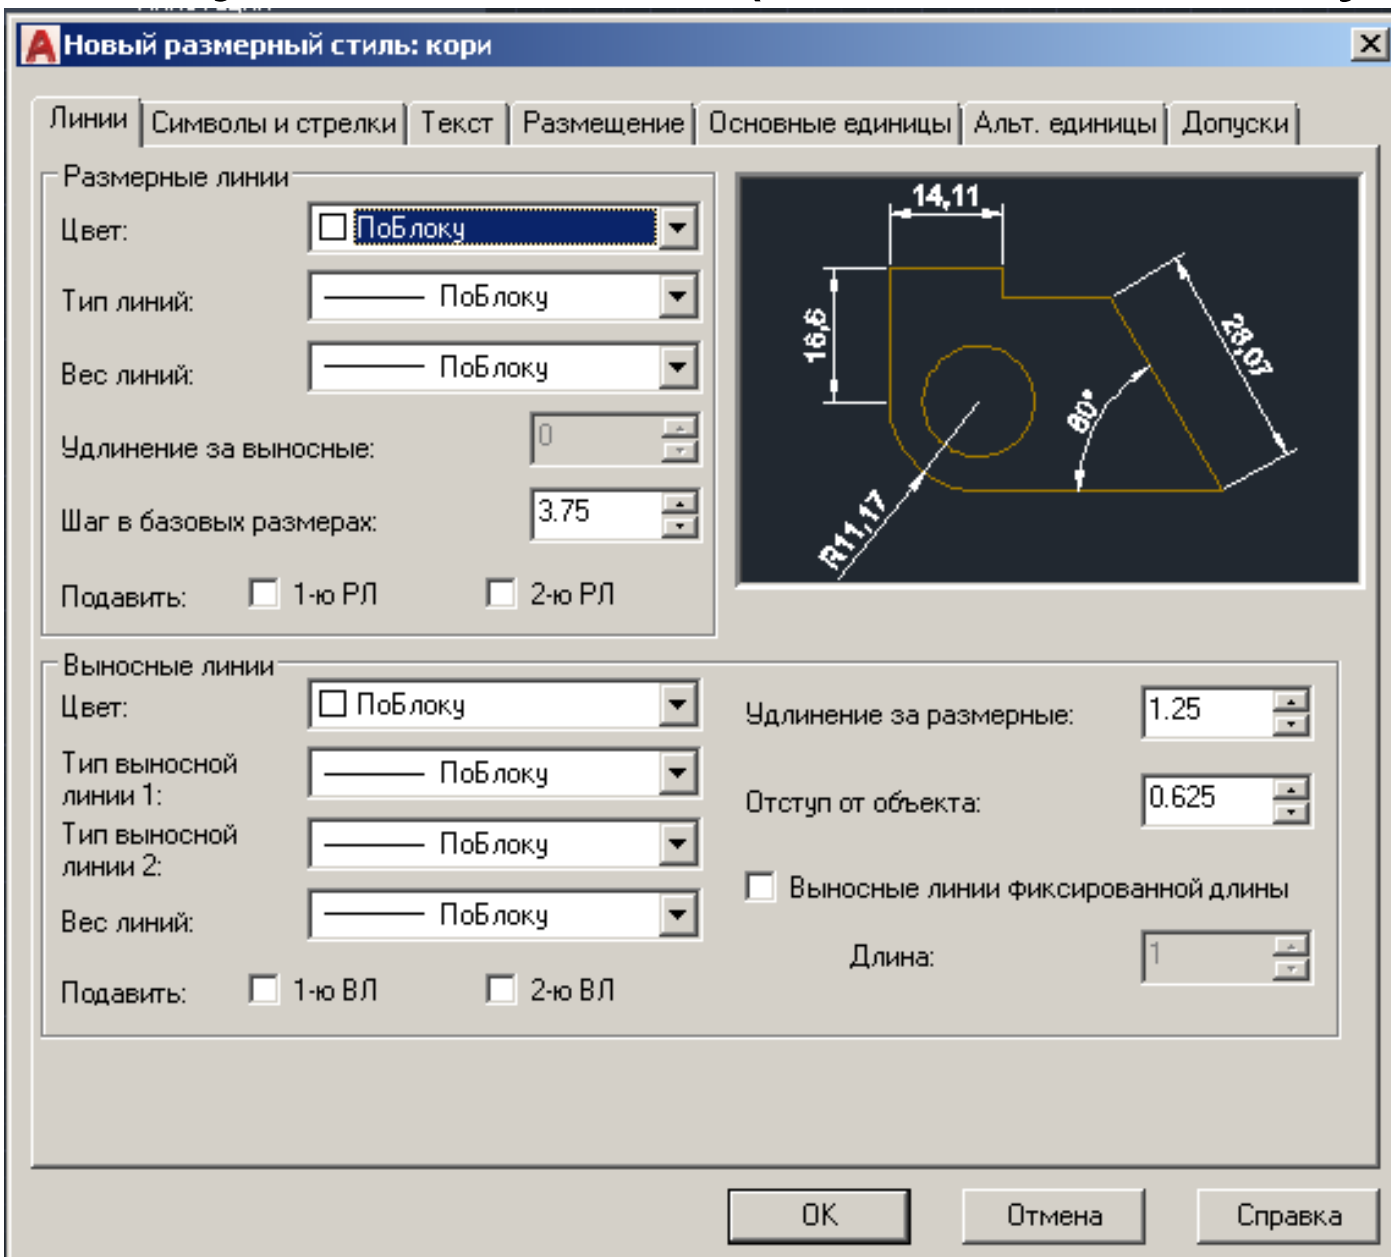 Новый размерный стиль: кори
Линии Символы и стрелки Текст Размещение Основные единицы Альт. единицы Допуски
Размерные линии
Цвет: ПоБлоку
Тип линий: ПоБлоку
Вес линий: ПоБлоку
Удлинение за выносные: 0
Шаг в базовых размерах: 3.75
Подавить: 1-ю РЛ 2-ю РЛ
14,11
16,6
28,07
80°
R11,17
Выносные линии
Цвет: ПоБлоку
Тип выносной
линии 1: ПоБлоку
Тип выносной
линии 2: ПоБлоку
Вес линий: ПоБлоку
Подавить: 1-ю ВЛ 2-ю ВЛ
Удлинение за размерные: 1.25
Отступ от объекта: 0.625
Выносные линии фиксированной длины
Длина: 1
OK Отмена Справка